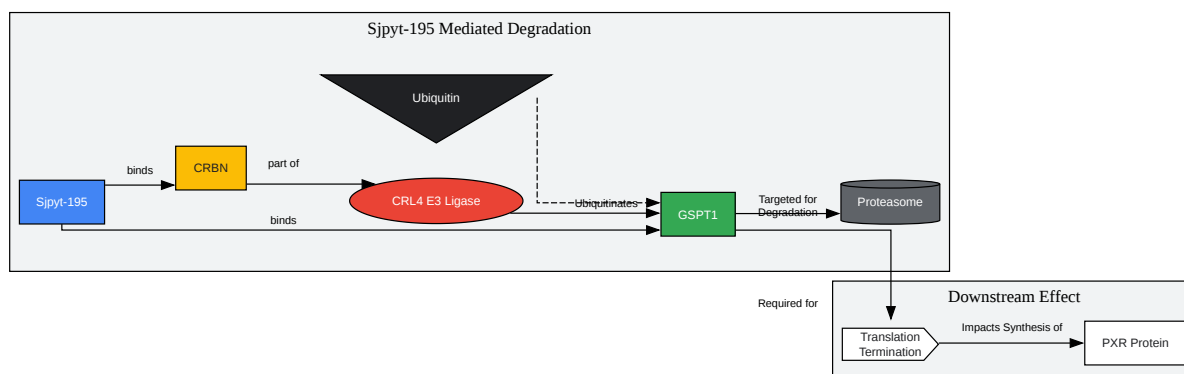 Sjpyt-195 Mediated Degradation
Ubiquitin
CRBN
binds
part of
Sjpyt-195
CRL4 E3 Ligase
Ubiquitinates
binds
GSPT1
Targeted for
Degradation
Proteasome
Required for
Downstream Effect
Translation
Termination
Impacts Synthesis of
PXR Protein